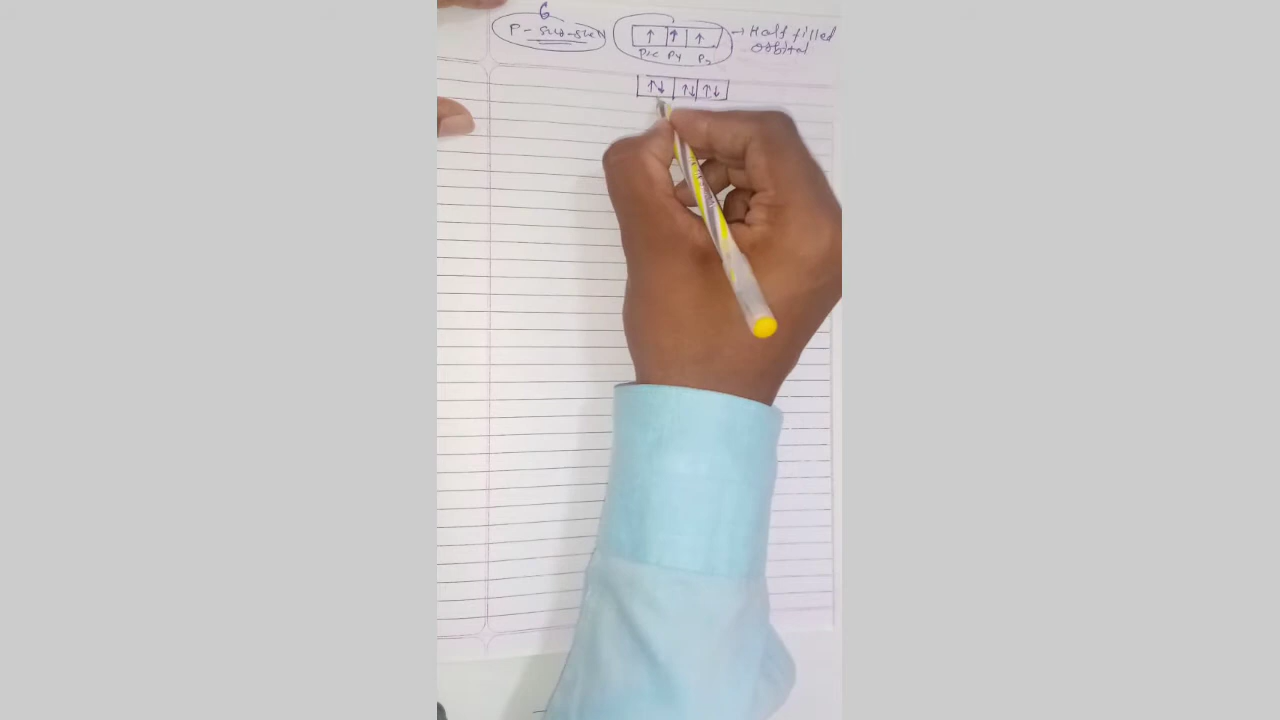 6
P - sub-shell
↑ ↑ ↑ → Half filled
orbital
Px Py Pz
↑↓ ↑↓ ↑↓